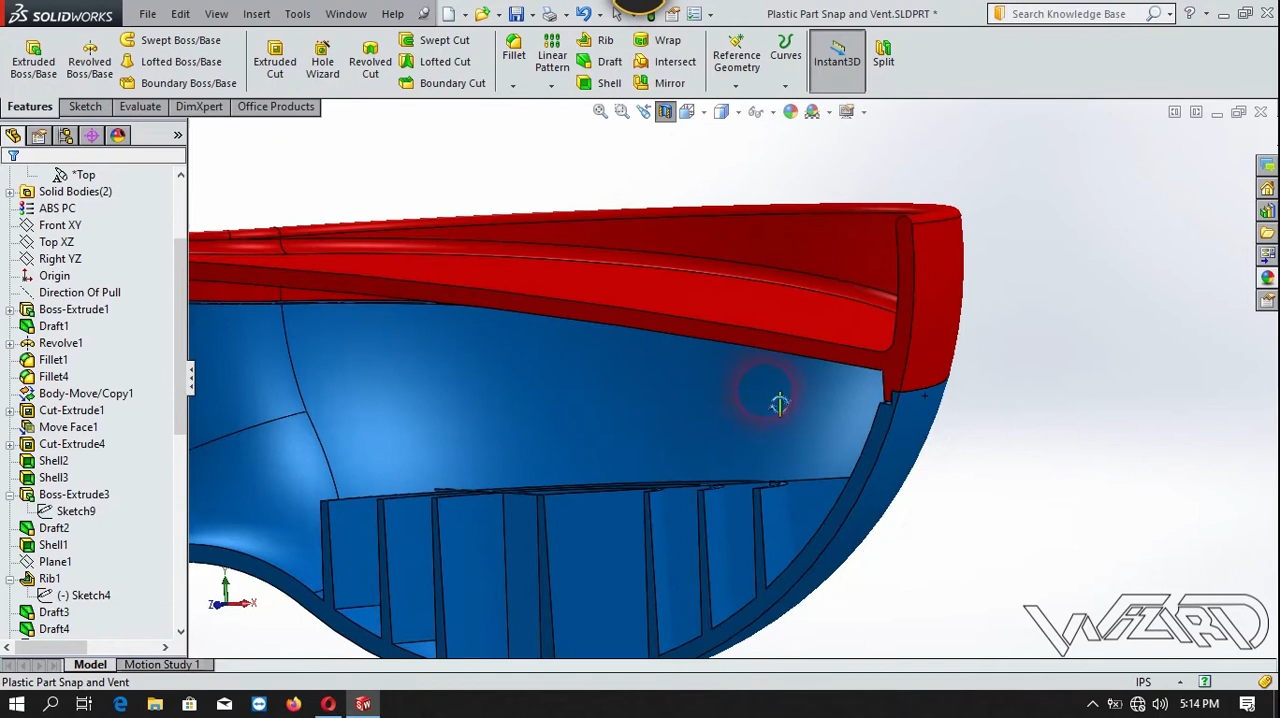 SOLIDWORKS File Edit View Insert Tools Window Help Plastic Part Snap and Vent.SLDPRT * Search Knowledge Base
Extruded Boss/Base
Revolved Boss/Base
Swept Boss/Base
Lofted Boss/Base
Boundary Boss/Base
Extruded Cut
Hole Wizard
Revolved Cut
Swept Cut
Lofted Cut
Boundary Cut
Fillet
Linear Pattern
Rib
Draft
Shell
Wrap
Intersect
Mirror
Reference Geometry
Curves
Instant3D
Split
Features Sketch Evaluate DimXpert Office Products
*Top
Solid Bodies(2)
ABS PC
Front XY
Top XZ
Right YZ
Origin
Direction Of Pull
Boss-Extrude1
Draft1
Revolve1
Fillet1
Fillet4
Body-Move/Copy1
Cut-Extrude1
Move Face1
Cut-Extrude4
Shell2
Shell3
Boss-Extrude3
Sketch9
Draft2
Shell1
Plane1
Rib1
(-) Sketch4
Draft3
Draft4
Y
Z X
WIZARD
Model Motion Study 1
Plastic Part Snap and Vent IPS
5:14 PM